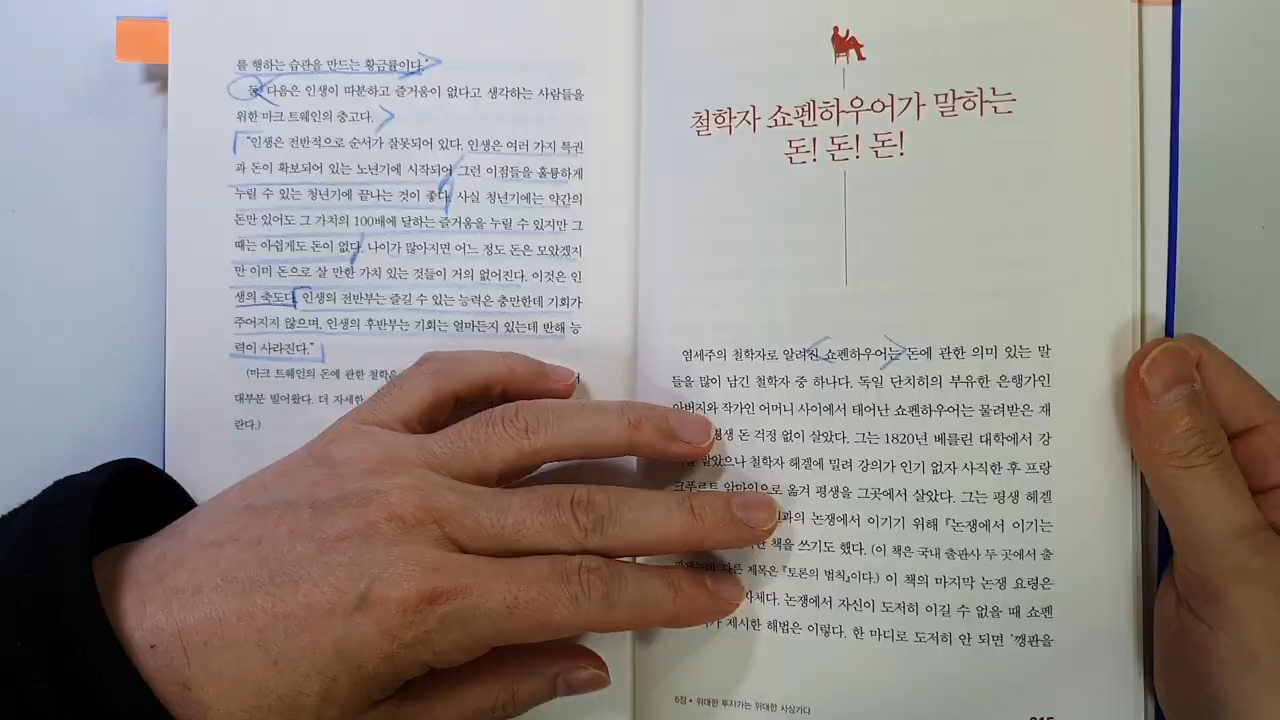 를 행하는 습관을 만드는 황금률이다."
둘, 다음은 인생이 따분하고 즐거움이 없다고 생각하는 사람들을
위한 마크 트웨인의 충고다.
"인생은 전반적으로 순서가 잘못되어 있다. 인생은 여러 가지 특권
과 돈이 확보되어 있는 노년기에 시작되어 그런 이점들을 훌륭하게
누릴 수 있는 청년기에 끝나는 것이 좋다. 사실 청년기에는 약간의
돈만 있어도 그 가치의 100배에 달하는 즐거움을 누릴 수 있지만 그
때는 아쉽게도 돈이 없다. 나이가 많아지면 어느 정도 돈은 모았겠지
만 이미 돈으로 살 만한 가치 있는 것들이 거의 없어진다. 이것은 인
생의 축도다. 인생의 전반부는 즐길 수 있는 능력은 충만한데 기회가
주어지지 않으며, 인생의 후반부는 기회는 얼마든지 있는데 반해 능
력이 사라진다."
(마크 트웨인의 돈에 관한 철학은
대부분 빌어왔다. 더 자세한
란다.)
철학자 쇼펜하우어가 말하는
돈! 돈! 돈!
염세주의 철학자로 알려진 쇼펜하우어는 돈에 관한 의미 있는 말
들을 많이 남긴 철학자 중 하나다. 독일 단치히의 부유한 은행가인
아버지와 작가인 어머니 사이에서 태어난 쇼펜하우어는 물려받은 재
평생 돈 걱정 없이 살았다. 그는 1820년 베를린 대학에서 강
맡았으나 철학자 헤겔에 밀려 강의가 인기 없자 사직한 후 프랑
크푸르트 암마인으로 옮겨 평생을 그곳에서 살았다. 그는 평생 헤겔
과의 논쟁에서 이기기 위해 『논쟁에서 이기는
책을 쓰기도 했다. (이 책은 국내 출판사 두 곳에서 출
다른 제목은 『토론의 법칙』이다.) 이 책의 마지막 논쟁 요령은
논쟁에서 자신이 도저히 이길 수 없을 때 쇼펜
가 제시한 해법은 이렇다. 한 마디로 도저히 안 되면 '깽판을
6장 • 위대한 투자가는 위대한 사상가다